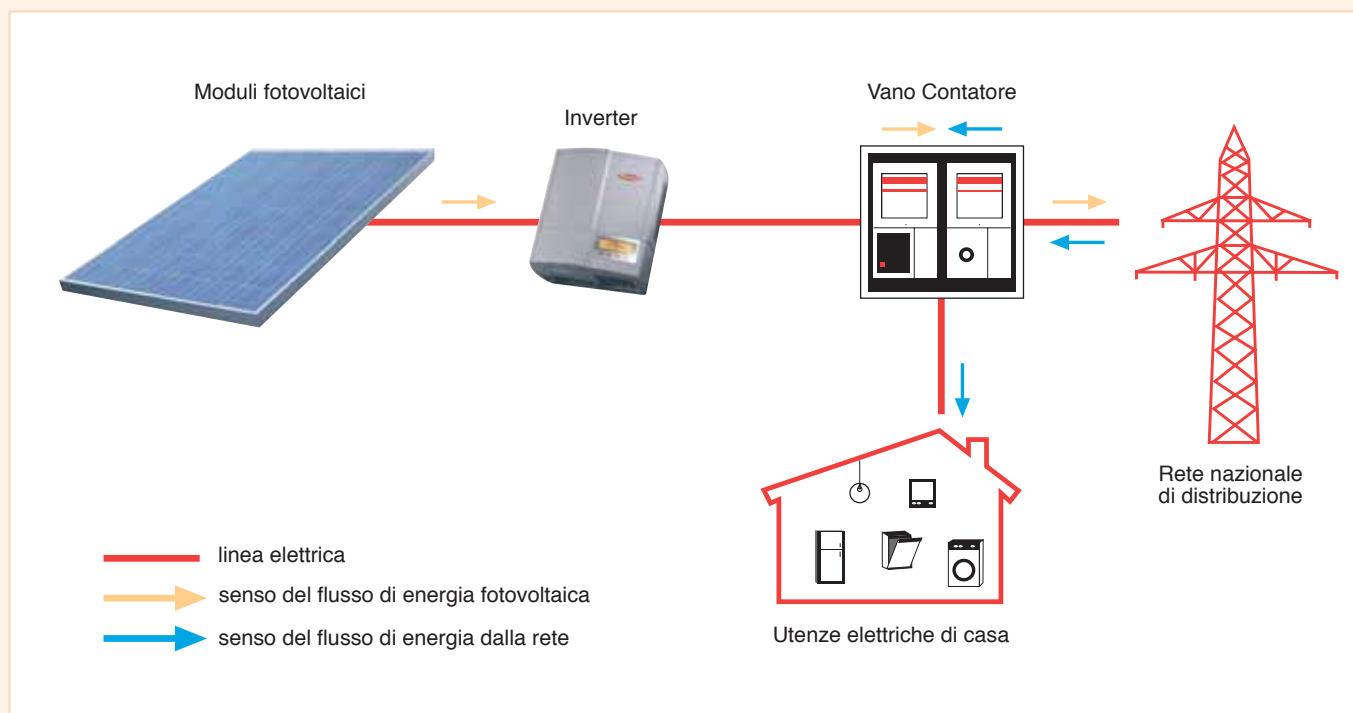 Moduli fotovoltaici
Inverter
Vano Contatore
Rete nazionale
di distribuzione
linea elettrica
senso del flusso di energia fotovoltaica
senso del flusso di energia dalla rete
Utenze elettriche di casa